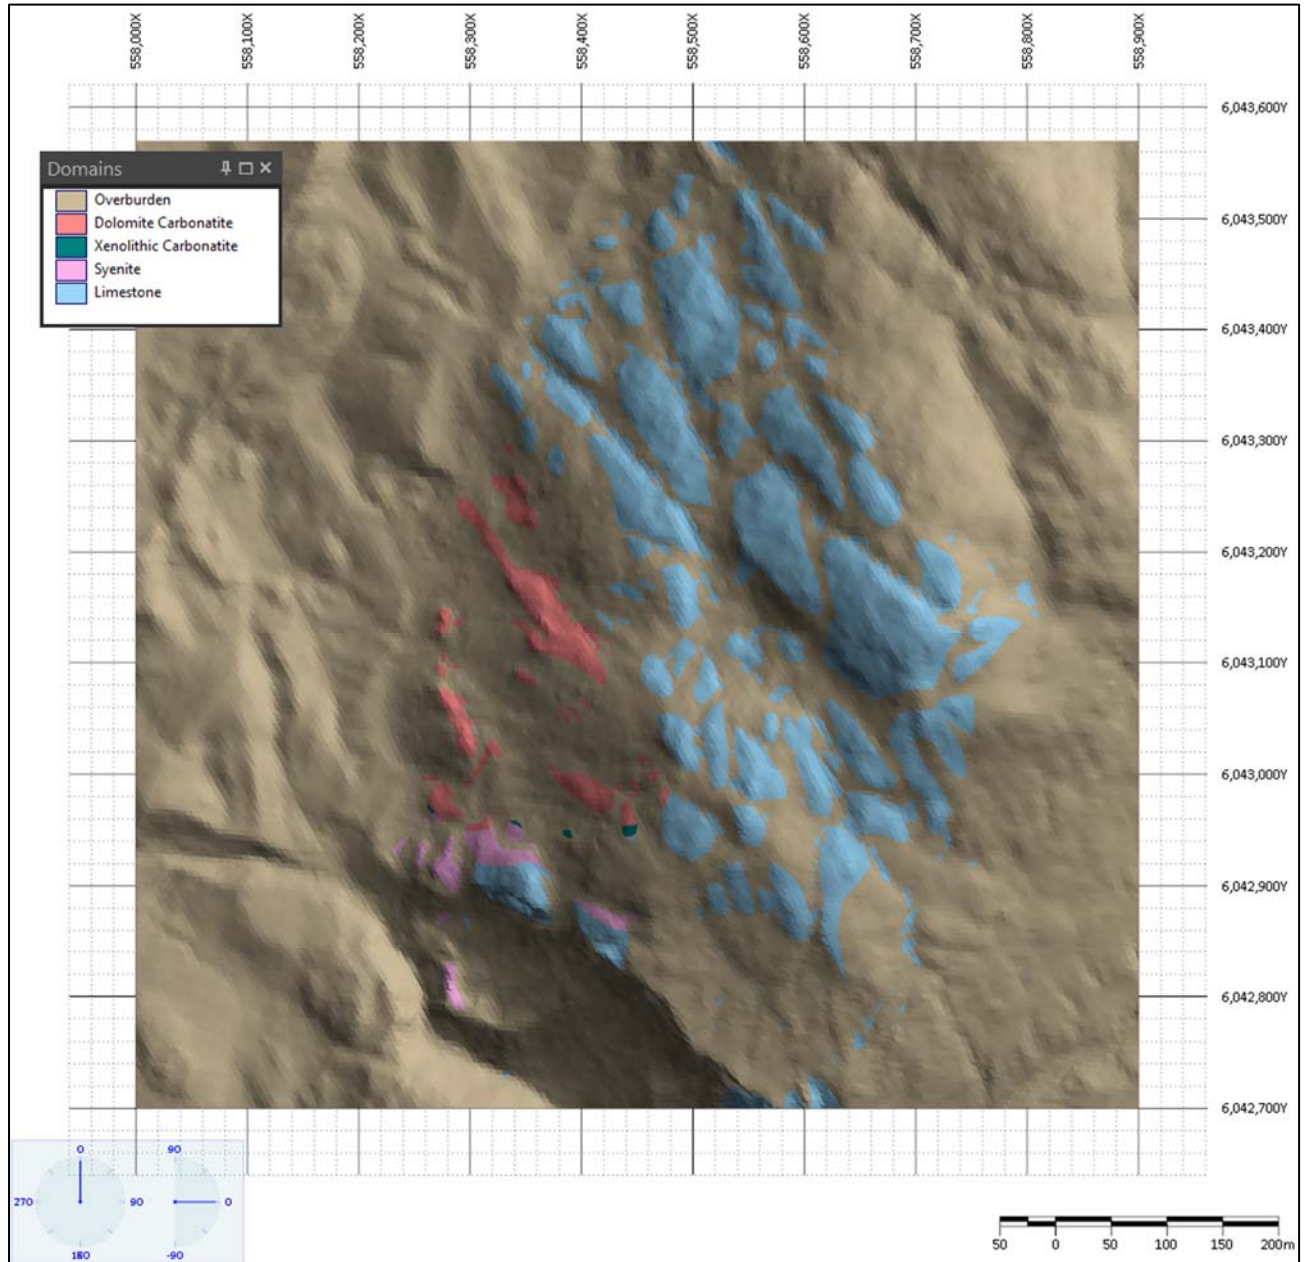 558,000X
558,100X
558,200X
558,300X
558,400X
558,500X
558,600X
558,700X
558,800X
558,900X
6,043,600Y
6,043,500Y
6,043,400Y
6,043,300Y
6,043,200Y
6,043,100Y
6,043,000Y
6,042,900Y
6,042,800Y
6,042,700Y
Domains
Overburden
Dolomite Carbonatite
Xenolithic Carbonatite
Syenite
Limestone
0
270
90
180
90
0
-90
50 0 50 100 150 200m